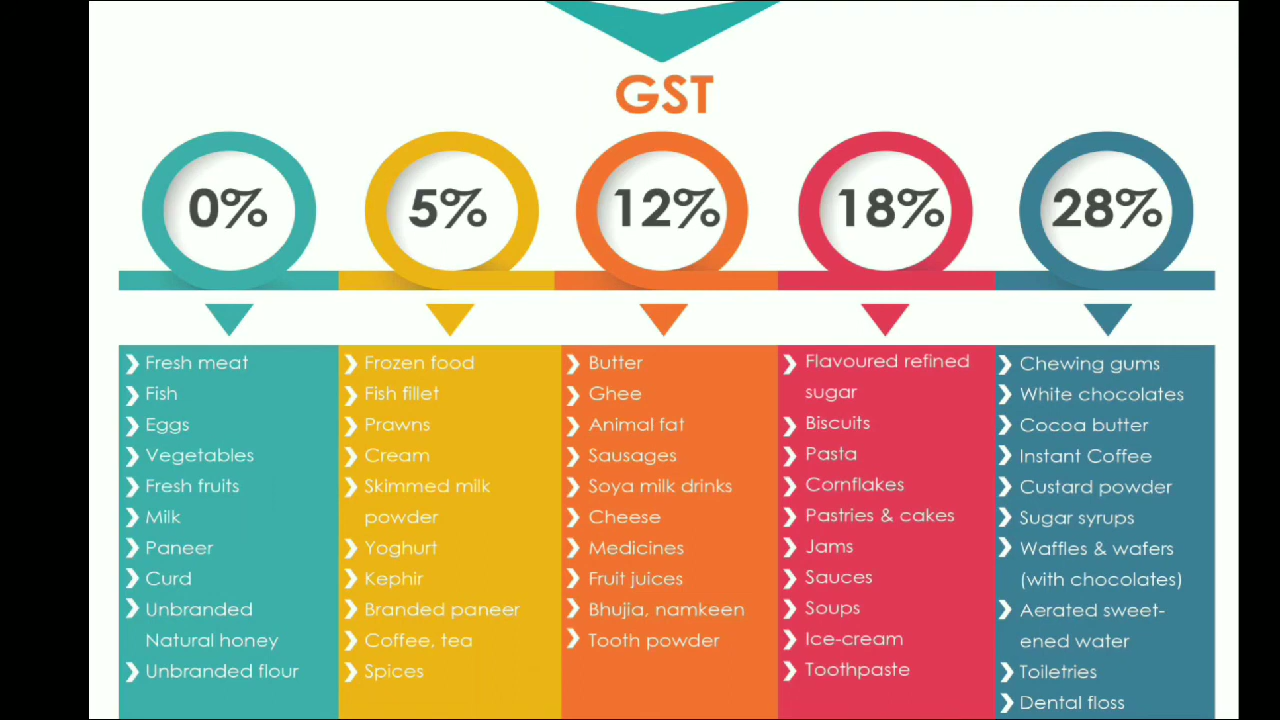 GST
0%
5%
12%
18%
28%
Fresh meat
Fish
Eggs
Vegetables
Fresh fruits
Milk
Paneer
Curd
Unbranded
Natural honey
Unbranded flour
Frozen food
Fish fillet
Prawns
Cream
Skimmed milk
powder
Yoghurt
Kephir
Branded paneer
Coffee, tea
Spices
Butter
Ghee
Animal fat
Sausages
Soya milk drinks
Cheese
Medicines
Fruit juices
Bhujia, namkeen
Tooth powder
Flavoured refined
sugar
Biscuits
Pasta
Cornflakes
Pastries & cakes
Jams
Sauces
Soups
Ice-cream
Toothpaste
Chewing gums
White chocolates
Cocoa butter
Instant Coffee
Custard powder
Sugar syrups
Waffles & wafers
(with chocolates)
Aerated sweet-
ened water
Toiletries
Dental floss